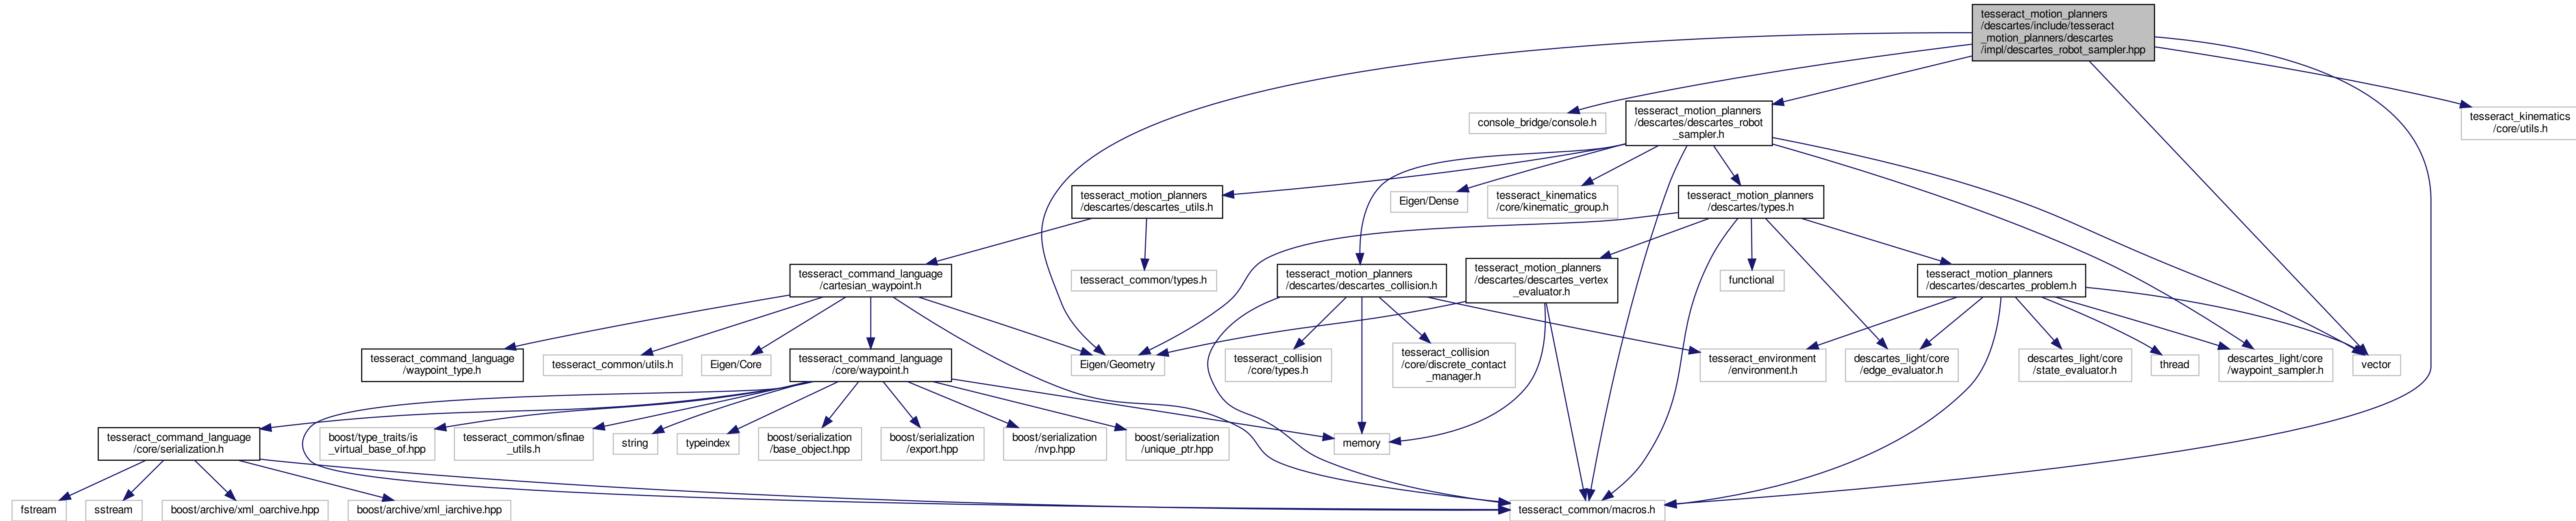 tesseract_motion_planners
/descartes/include/tesseract
_motion_planners/descartes
/impl/descartes_robot_sampler.hpp
console_bridge/console.h
tesseract_motion_planners
/descartes/descartes_robot
_sampler.h
tesseract_kinematics
/core/utils.h
tesseract_motion_planners
/descartes/descartes_utils.h
Eigen/Dense
tesseract_kinematics
/core/kinematic_group.h
tesseract_motion_planners
/descartes/types.h
tesseract_command_language
/cartesian_waypoint.h
tesseract_common/types.h
tesseract_motion_planners
/descartes/descartes_collision.h
tesseract_motion_planners
/descartes/descartes_vertex
_evaluator.h
functional
tesseract_motion_planners
/descartes/descartes_problem.h
tesseract_command_language
/waypoint_type.h
tesseract_common/utils.h
Eigen/Core
tesseract_command_language
/core/waypoint.h
Eigen/Geometry
tesseract_collision
/core/types.h
tesseract_collision
/core/discrete_contact
_manager.h
tesseract_environment
/environment.h
descartes_light/core
/edge_evaluator.h
descartes_light/core
/state_evaluator.h
thread
descartes_light/core
/waypoint_sampler.h
vector
tesseract_command_language
/core/serialization.h
boost/type_traits/is
_virtual_base_of.hpp
tesseract_common/sfinae
_utils.h
string
typeindex
boost/serialization
/base_object.hpp
boost/serialization
/export.hpp
boost/serialization
/nvp.hpp
boost/serialization
/unique_ptr.hpp
memory
fstream
sstream
boost/archive/xml_oarchive.hpp
boost/archive/xml_iarchive.hpp
tesseract_common/macros.h